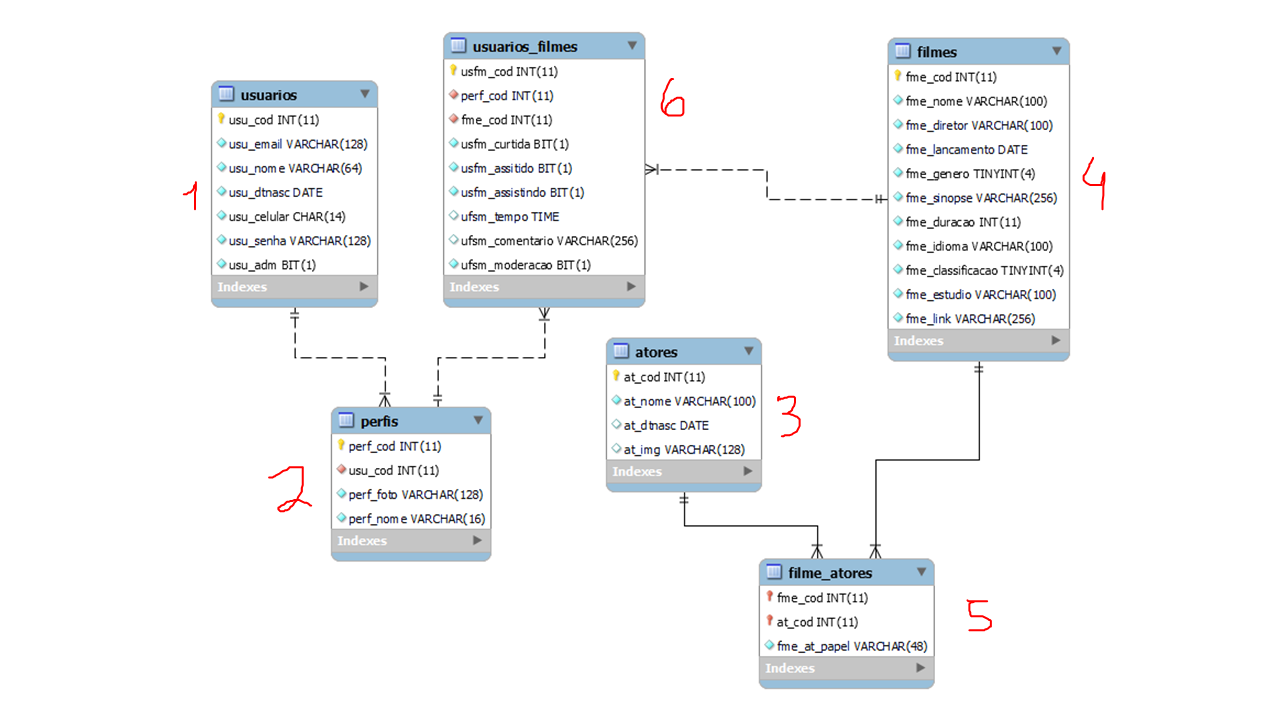 usuarios
usu_cod INT(11)
usu_email VARCHAR(128)
usu_nome VARCHAR(64)
usu_dtnasc DATE
usu_celular CHAR(14)
usu_senha VARCHAR(128)
usu_adm BIT(1)
Indexes
1
usuarios_filmes
usfm_cod INT(11)
perf_cod INT(11)
fme_cod INT(11)
usfm_curtida BIT(1)
usfm_assitido BIT(1)
usfm_assistindo BIT(1)
ufsm_tempo TIME
ufsm_comentario VARCHAR(256)
ufsm_moderacao BIT(1)
Indexes
6
filmes
fme_cod INT(11)
fme_nome VARCHAR(100)
fme_diretor VARCHAR(100)
fme_lancamento DATE
fme_genero TINYINT(4)
fme_sinopse VARCHAR(256)
fme_duracao INT(11)
fme_idioma VARCHAR(100)
fme_classificacao TINYINT(4)
fme_estudio VARCHAR(100)
fme_link VARCHAR(256)
Indexes
4
perfis
perf_cod INT(11)
usu_cod INT(11)
perf_foto VARCHAR(128)
perf_nome VARCHAR(16)
Indexes
2
atores
at_cod INT(11)
at_nome VARCHAR(100)
at_dtnasc DATE
at_img VARCHAR(128)
Indexes
3
filme_atores
fme_cod INT(11)
at_cod INT(11)
fme_at_papel VARCHAR(48)
Indexes
5